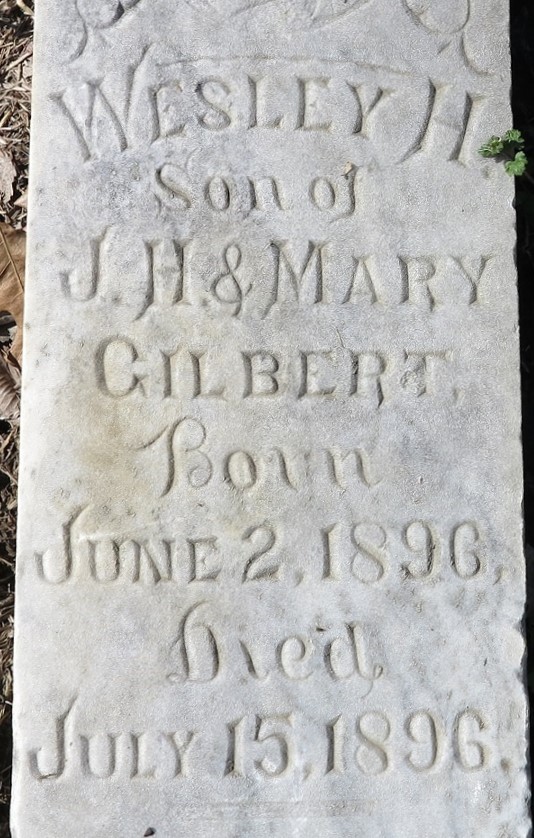 WESLEY H.
Son of
J. H. & MARY
GILBERT,
Born
JUNE 2, 1896,
Died
JULY 15, 1896.